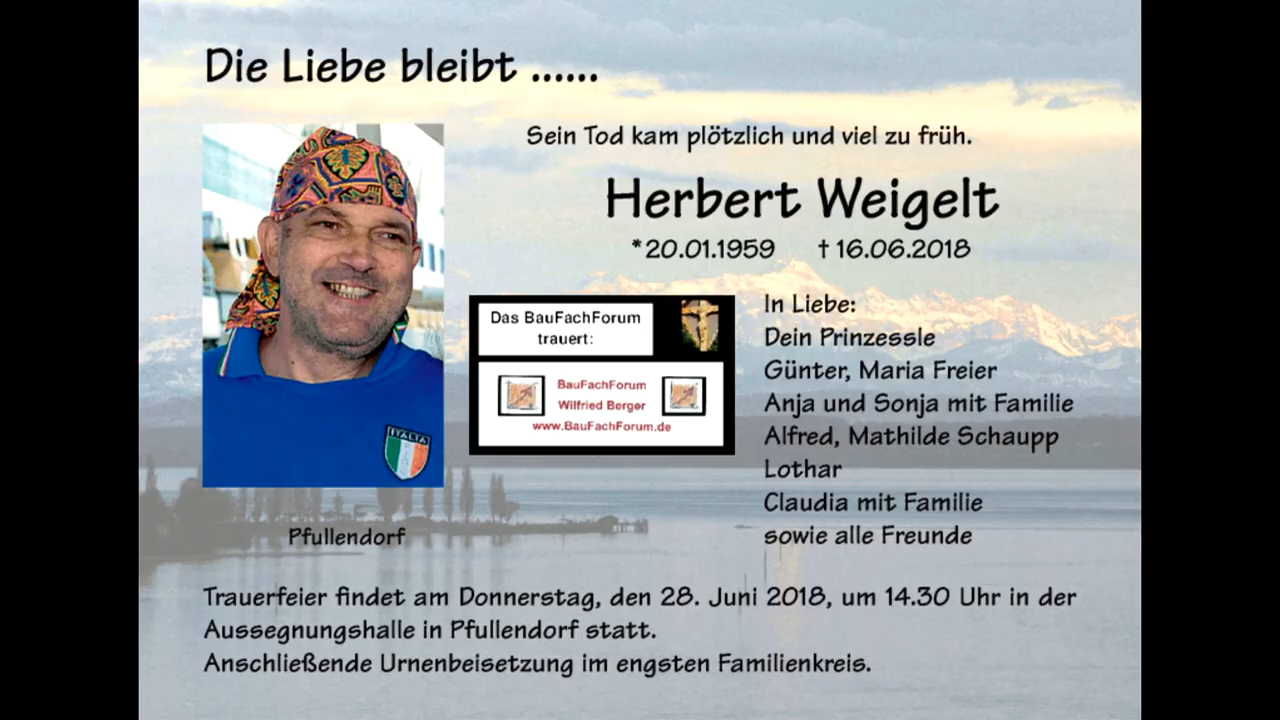 Die Liebe bleibt ......
Sein Tod kam plötzlich und viel zu früh.
Herbert Weigelt
*20.01.1959 † 16.06.2018
Das BauFachForum
trauert:
BauFachForum
Wilfried Berger
www.BauFachForum.de
In Liebe:
Dein Prinzessle
Günter, Maria Freier
Anja und Sonja mit Familie
Alfred, Mathilde Schaupp
Lothar
Claudia mit Familie
sowie alle Freunde
ITALIA
Pfullendorf
Trauerfeier findet am Donnerstag, den 28. Juni 2018, um 14.30 Uhr in der
Aussegnungshalle in Pfullendorf statt.
Anschließende Urnenbeisetzung im engsten Familienkreis.